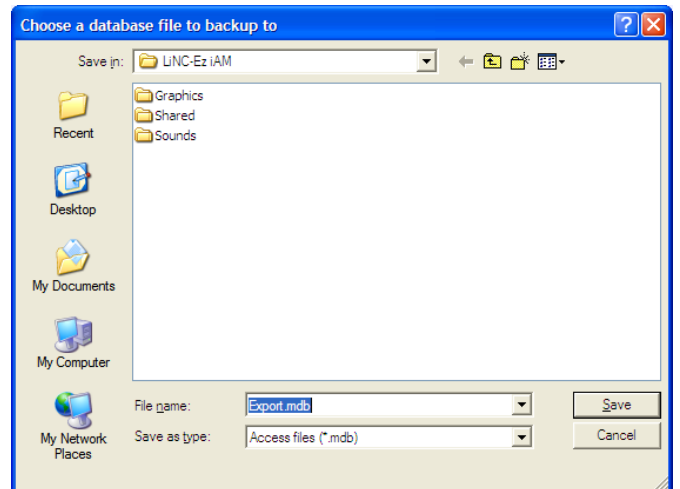 Choose a database file to backup to
Save in: LiNC-Ez iAM
Graphics
Shared
Sounds
Recent
Desktop
My Documents
My Computer
My Network
Places
File name: Export.mdb Save
Save as type: Access files (*.mdb) Cancel